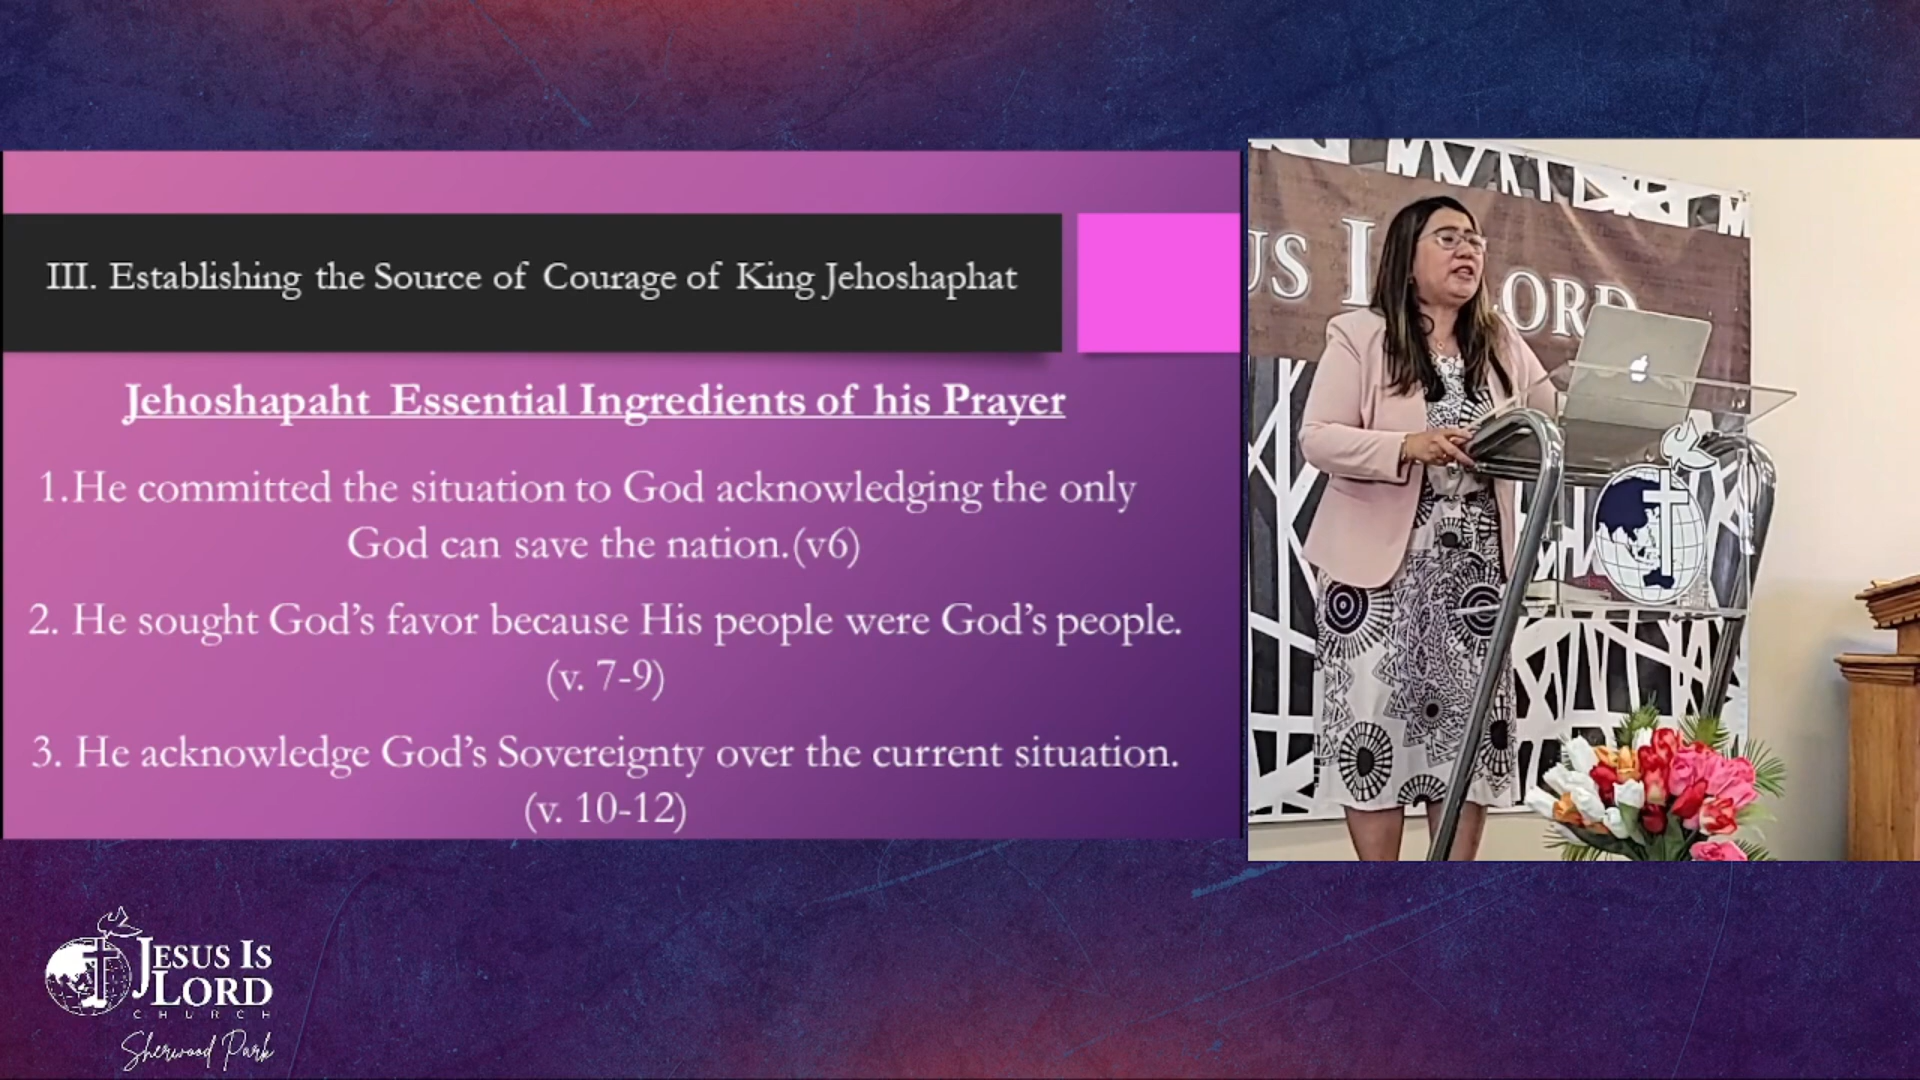 III. Establishing the Source of Courage of King Jehoshaphat
Jehoshapaht Essential Ingredients of his Prayer
1.He committed the situation to God acknowledging the only
God can save the nation.(v6)
2. He sought God's favor because His people were God's people.
(v. 7-9)
3. He acknowledge God's Sovereignty over the current situation.
(v. 10-12)
US I LORD
JESUS IS
LORD
CHURCH
Sherwood Park